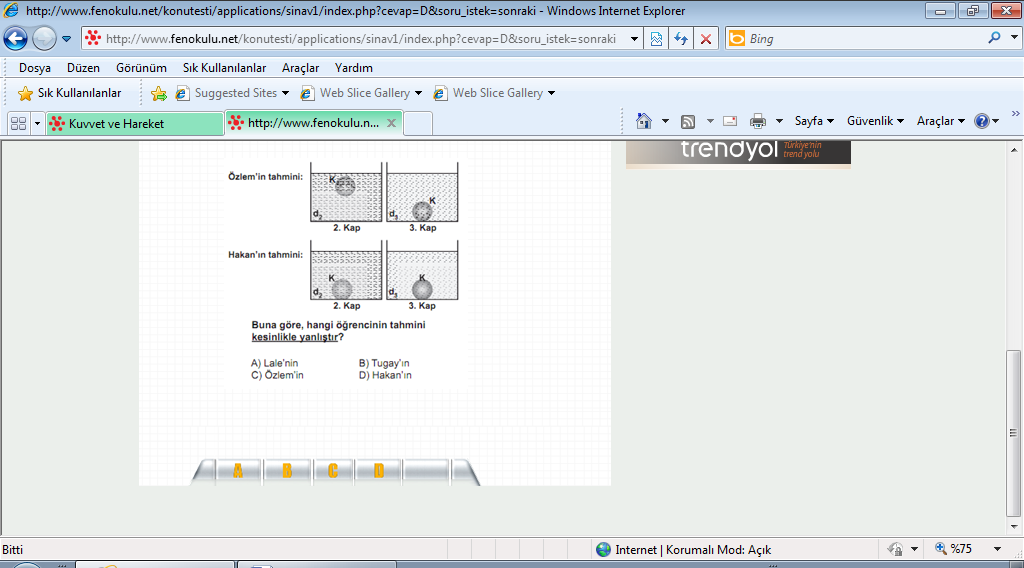 http://www.fenokulu.net/konutesti/applications/sinav1/index.php?cevap=D&soru_istek=sonraki - Windows Internet Explorer
http://www.fenokulu.net/konutesti/applications/sinav1/index.php?cevap=D&soru_istek=sonraki
Bing
Dosya Düzen Görünüm Sık Kullanılanlar Araçlar Yardım
Sık Kullanılanlar Suggested Sites Web Slice Gallery Web Slice Gallery
Kuvvet ve Hareket http://www.fenokulu.n... Sayfa Güvenlik Araçlar
trendyol Türkiye'nin
trend yolu
Özlem'in tahmini:
K K
d2 d3
2. Kap 3. Kap
Hakan'ın tahmini:
K K
d2 d3
2. Kap 3. Kap
Buna göre, hangi öğrencinin tahmini
kesinlikle yanlıştır?
A) Lale'nin B) Tugay'ın
C) Özlem'in D) Hakan'ın
A B C D
Bitti Internet | Korumalı Mod: Açık %75